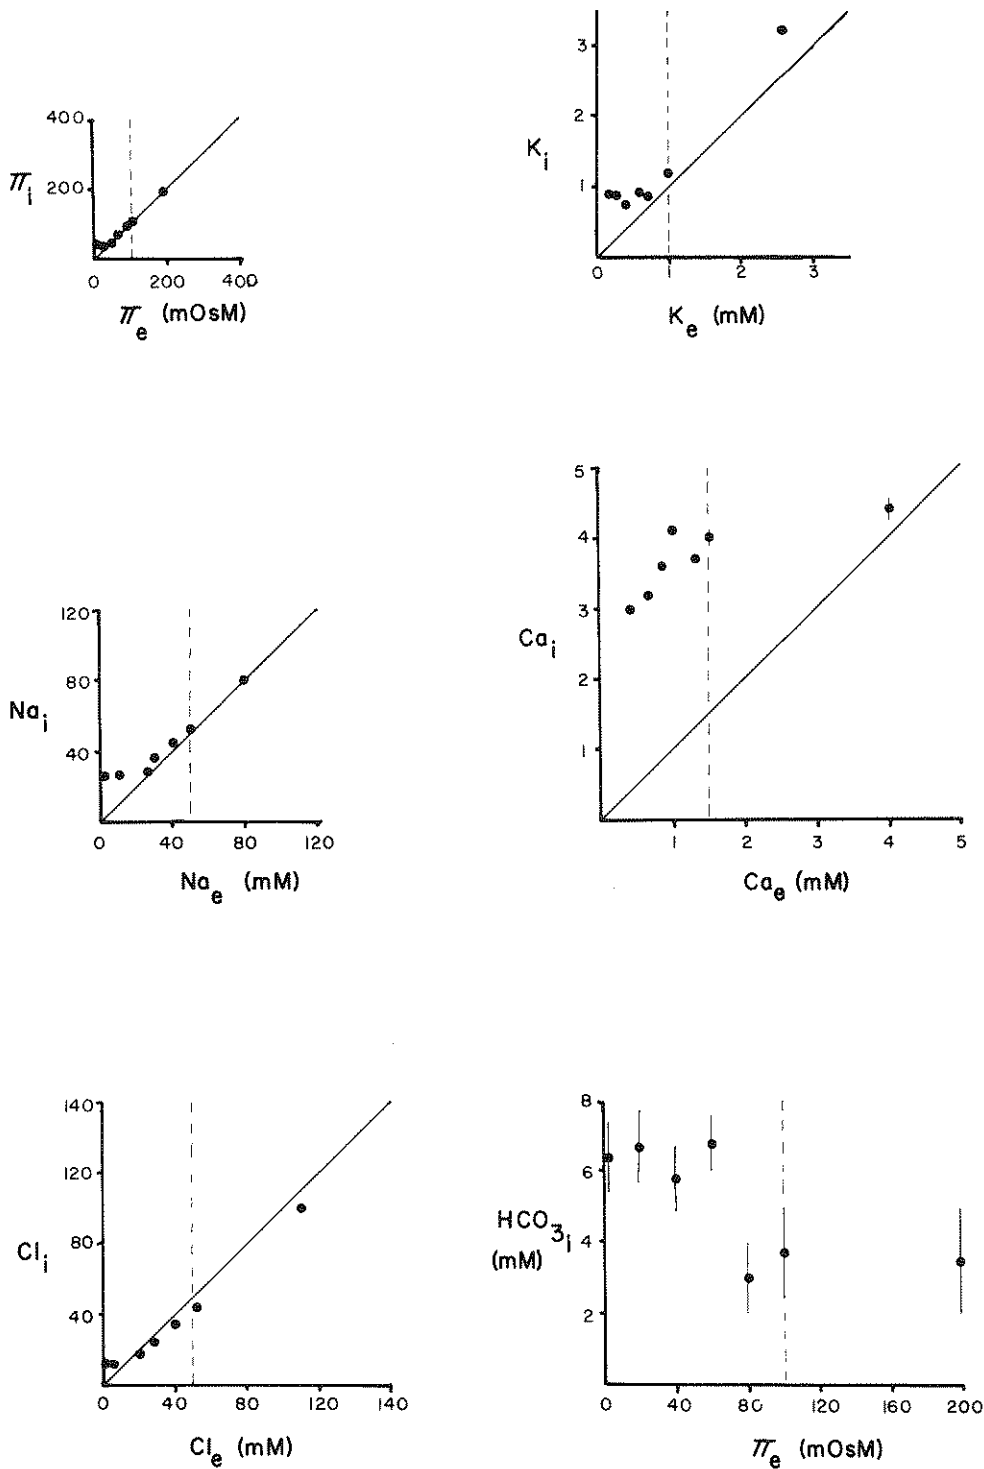 400
π_i 200
0 200 400
π_e (mOsM)
3
2
K_i
1
0 1 2 3
K_e (mM)
120
80
Na_i
40
0 40 80 120
Na_e (mM)
5
4
3
Ca_i
2
1
1 2 3 4 5
Ca_e (mM)
140
120
Cl_i 80
40
0 40 80 120 140
Cl_e (mM)
8
6
HCO_3i 4
(mM)
2
0 40 80 120 160 200
π_e (mOsM)